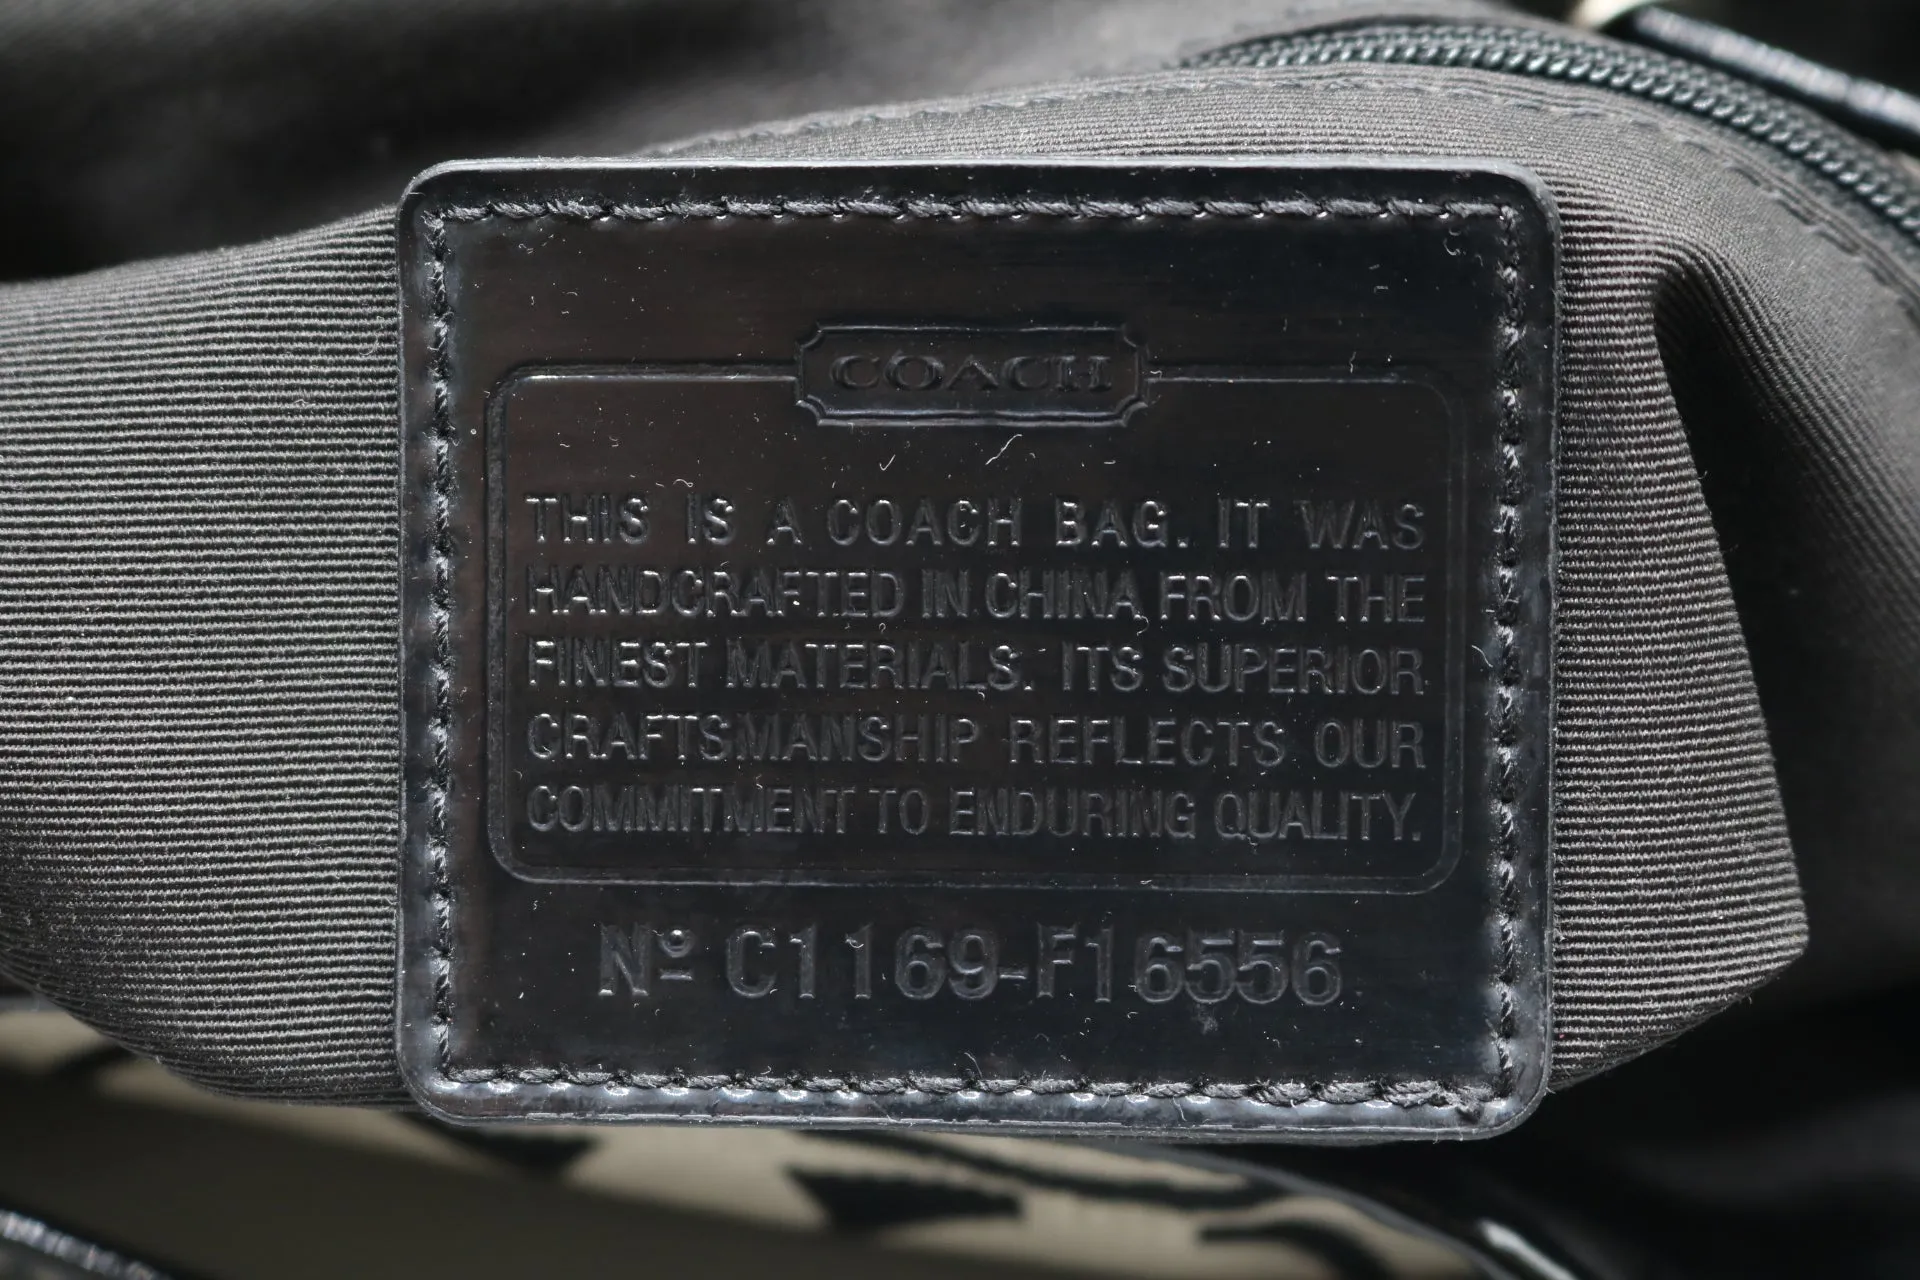 COACH
THIS IS A COACH BAG. IT WAS
HANDCRAFTED IN CHINA FROM THE
FINEST MATERIALS. ITS SUPERIOR
CRAFTSMANSHIP REFLECTS OUR
COMMITMENT TO ENDURING QUALITY.
Nº C1169-F16556